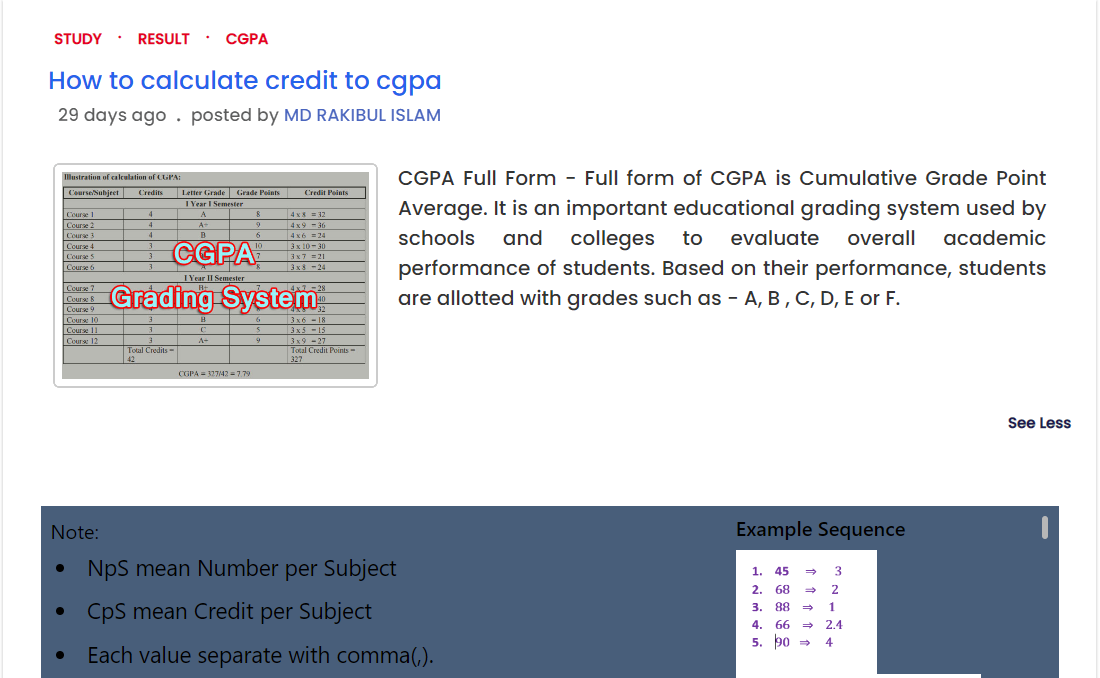 STUDY · RESULT · CGPA
How to calculate credit to cgpa
29 days ago . posted by MD RAKIBUL ISLAM
Illustration of calculation of CGPA:
Course/Subject Credits Letter Grade Grade Points Credit Points
I Year I Semester
Course 1 4 A 8 4 x 8 = 32
Course 2 4 A+ 9 4 x 9 = 36
Course 3 4 B 6 4 x 6 = 24
Course 4 3 10 3 x 10 = 30
Course 5 3 7 3 x 7 = 21
Course 6 3 A 8 3 x 8 = 24
CGPA
I Year II Semester
Course 7 4 B+ 7 4 x 7 = 28
Course 8 40
Course 9 32
Grading System
Course 10 3 B 6 3 x 6 = 18
Course 11 3 C 5 3 x 5 = 15
Course 12 3 A+ 9 3 x 9 = 27
Total Credits = Total Credit Points =
42 327
CGPA = 327/42 = 7.79
CGPA Full Form - Full form of CGPA is Cumulative Grade Point
Average. It is an important educational grading system used by
schools and colleges to evaluate overall academic
performance of students. Based on their performance, students
are allotted with grades such as - A, B , C, D, E or F.
See Less
Note:
• NpS mean Number per Subject
• CpS mean Credit per Subject
• Each value separate with comma(,).
Example Sequence
1. 45 ⇒ 3
2. 68 ⇒ 2
3. 88 ⇒ 1
4. 66 ⇒ 2.4
5. 90 ⇒ 4